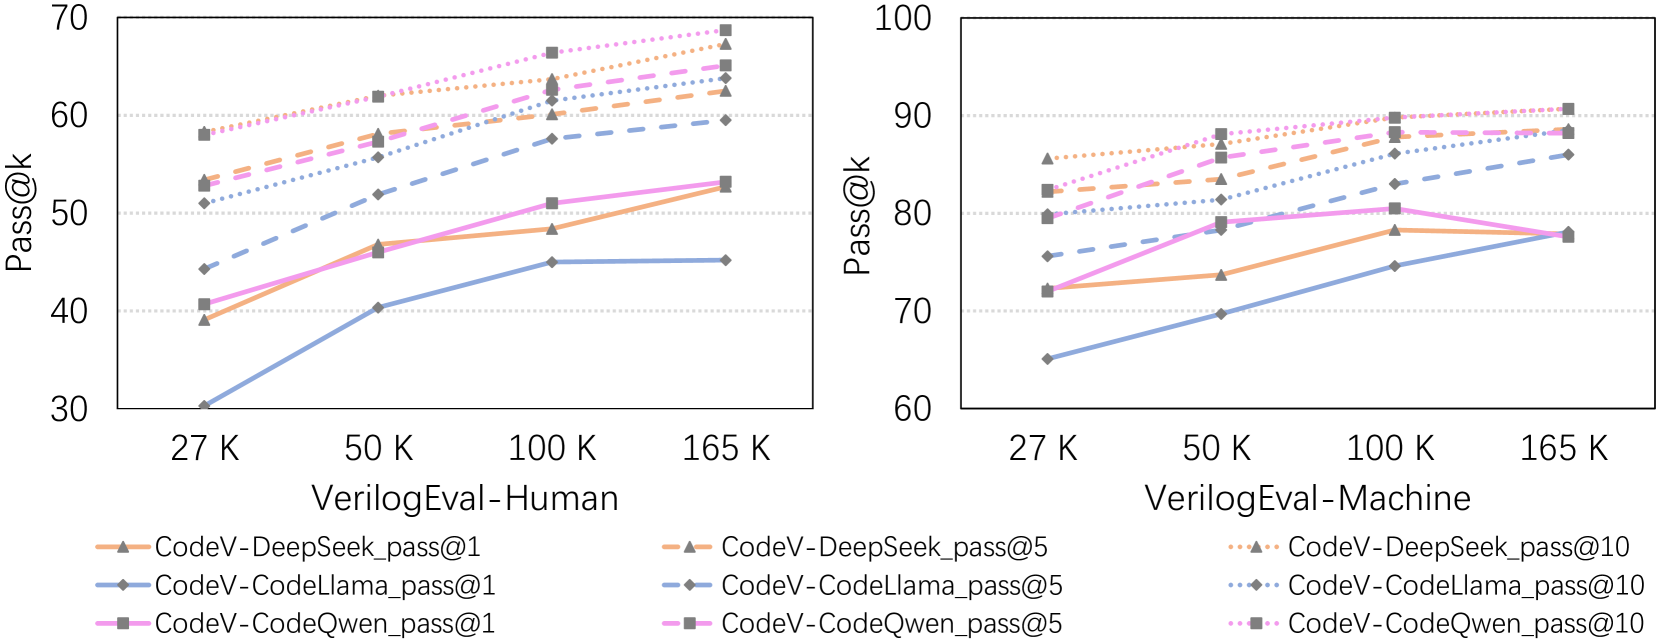 70
60
50
40
30
Pass@k
27 K 50 K 100 K 165 K
VerilogEval-Human
100
90
80
70
60
Pass@k
27 K 50 K 100 K 165 K
VerilogEval-Machine
CodeV-DeepSeek_pass@1 CodeV-DeepSeek_pass@5 CodeV-DeepSeek_pass@10
CodeV-CodeLlama_pass@1 CodeV-CodeLlama_pass@5 CodeV-CodeLlama_pass@10
CodeV-CodeQwen_pass@1 CodeV-CodeQwen_pass@5 CodeV-CodeQwen_pass@10